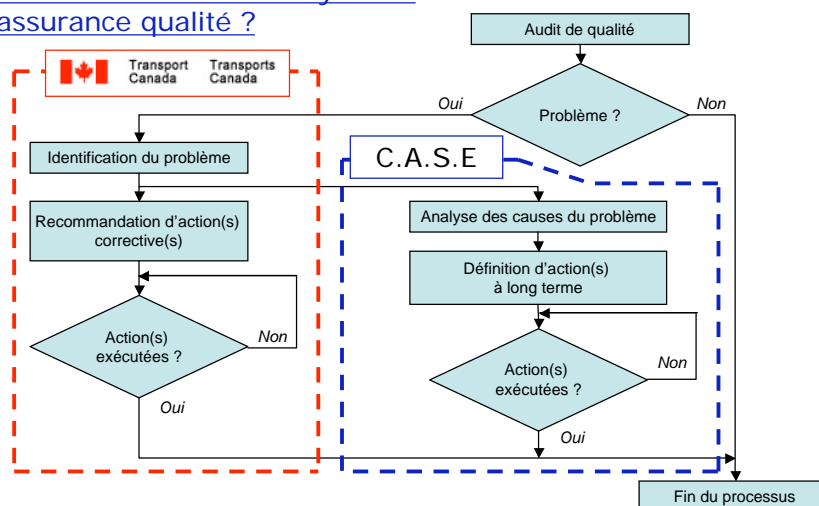 assurance qualité ?
Audit de qualité
Transport Canada
Transports Canada
Oui
Problème ?
Non
Identification du problème
C.A.S.E
Recommandation d'action(s)
corrective(s)
Analyse des causes du problème
Définition d'action(s)
à long terme
Action(s)
exécutées ?
Non
Oui
Action(s)
exécutées ?
Non
Oui
Fin du processus